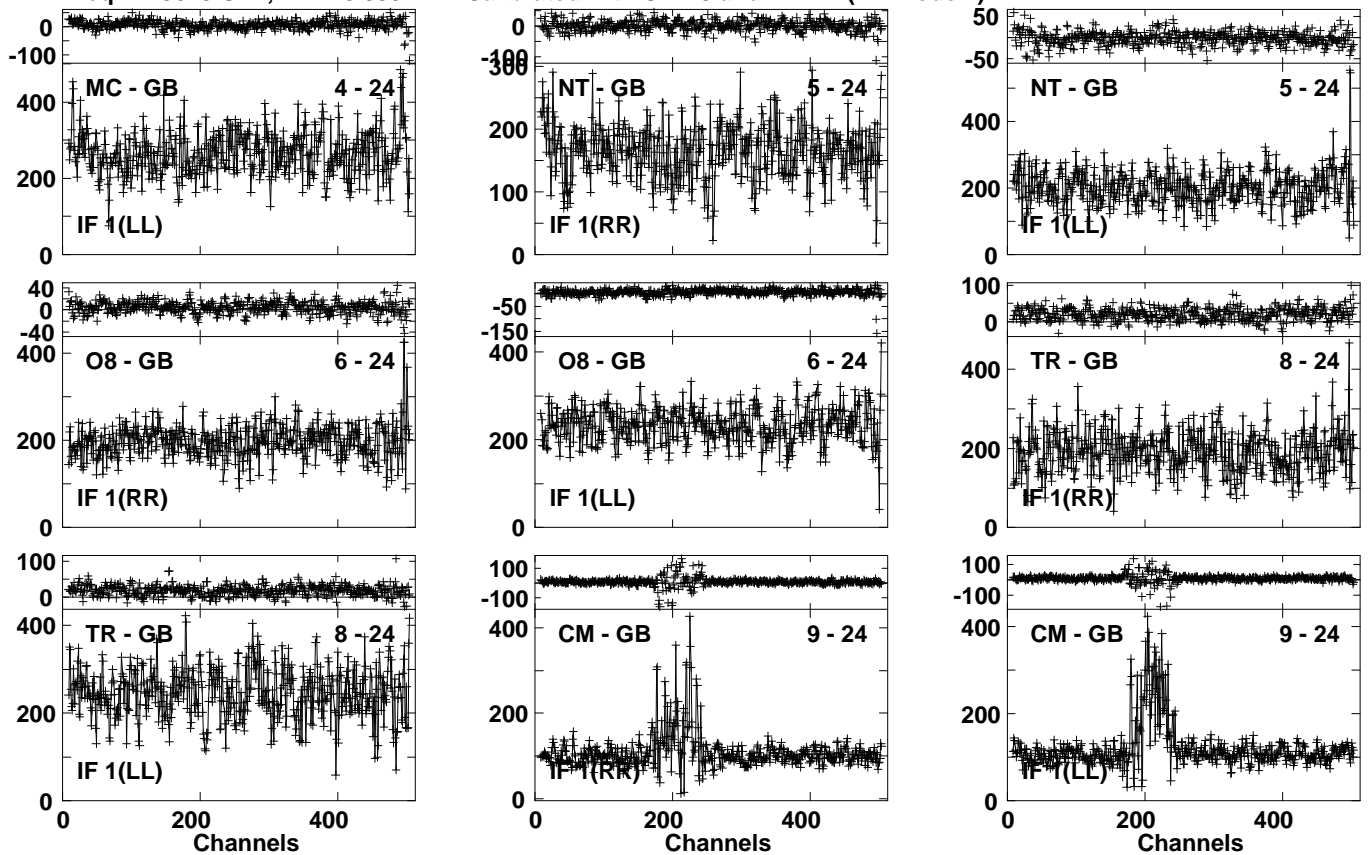 0
-100
0
-100
50
0
-50
MC - GB 4 - 24
400
200
0
IF 1(LL)
300
NT - GB 5 - 24
200
100
0
IF 1(RR)
NT - GB 5 - 24
400
200
0
IF 1(LL)
40
0
-40
-50
-150
100
0
O8 - GB 6 - 24
400
200
0
IF 1(RR)
O8 - GB 6 - 24
400
200
0
IF 1(LL)
TR - GB 8 - 24
400
200
0
IF 1(RR)
100
0
100
-100
100
-100
TR - GB 8 - 24
400
200
0
IF 1(LL)
CM - GB 9 - 24
400
200
0
IF 1(RR)
CM - GB 9 - 24
400
200
0
IF 1(LL)
0 200 400
0 200 400
0 200 400
Channels
Channels
Channels